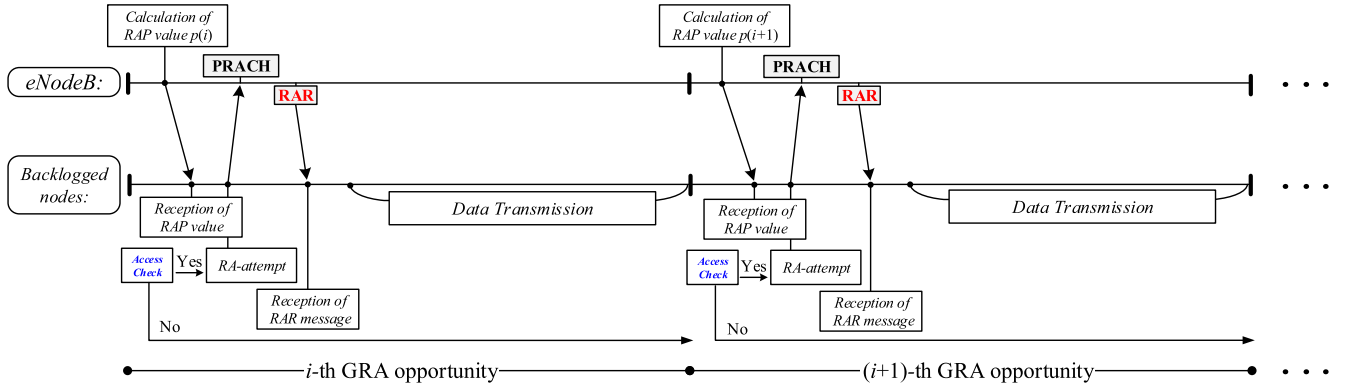 Calculation of
RAP value p(i)
Calculation of
RAP value p(i+1)
eNodeB:
PRACH
RAR
PRACH
RAR
. . .
Backlogged
nodes:
Reception of
RAP value
Data Transmission
Reception of
RAP value
Data Transmission
. . .
Access
Check
Yes
RA-attempt
Access
Check
Yes
RA-attempt
Reception of
RAR message
Reception of
RAR message
No
No
i-th GRA opportunity
(i+1)-th GRA opportunity
. . .